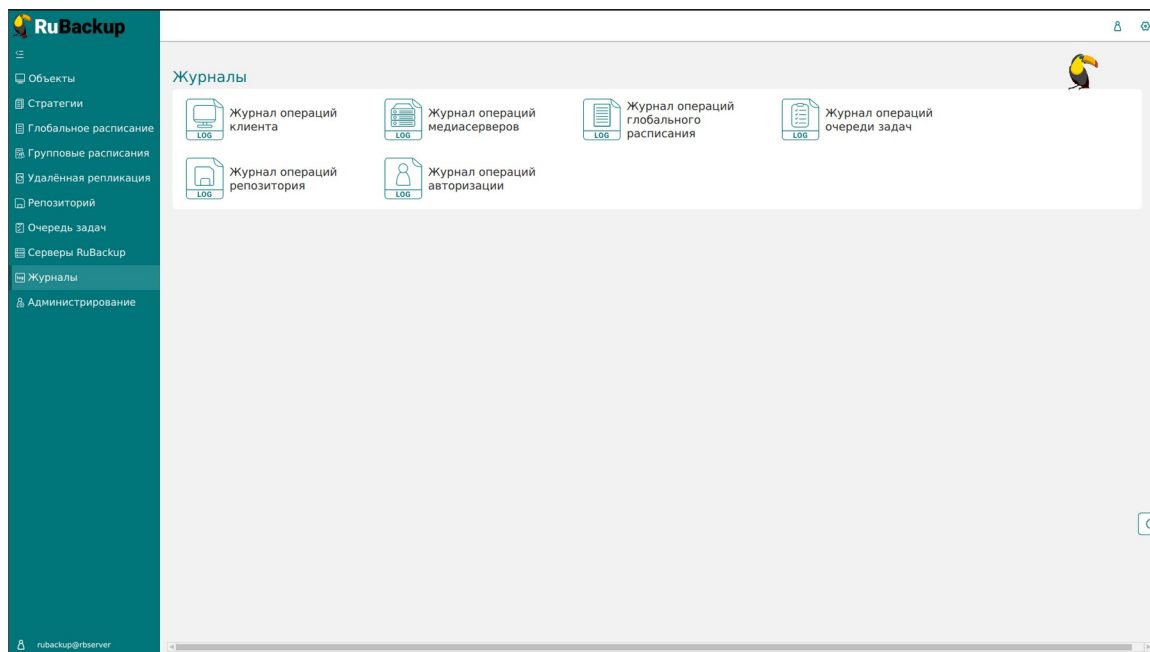 RuBackup
Объекты
Стратегии
Глобальное расписание
Групповые расписания
Удалённая репликация
Репозиторий
Очередь задач
Серверы RuBackup
Журналы
Администрирование
rubackup@rbserver
Журналы
LOG
Журнал операций
клиента
LOG
Журнал операций
медиасерверов
LOG
Журнал операций
глобального
расписания
LOG
Журнал операций
очереди задач
LOG
Журнал операций
репозитория
LOG
Журнал операций
авторизации